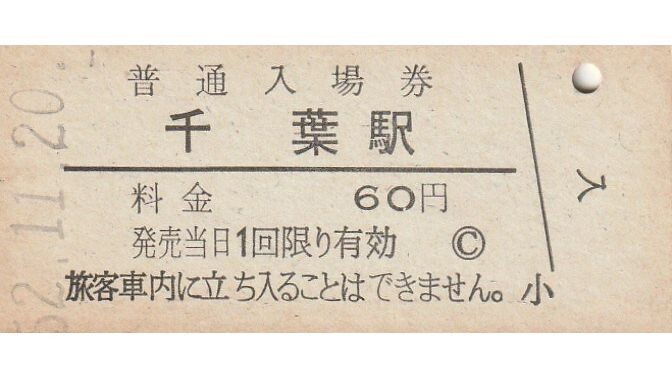 普通入場券
千葉駅
料金 60円
発売当日1回限り有効 Ⓒ
旅客車内に立ち入ることはできません。小
入
52.11.20